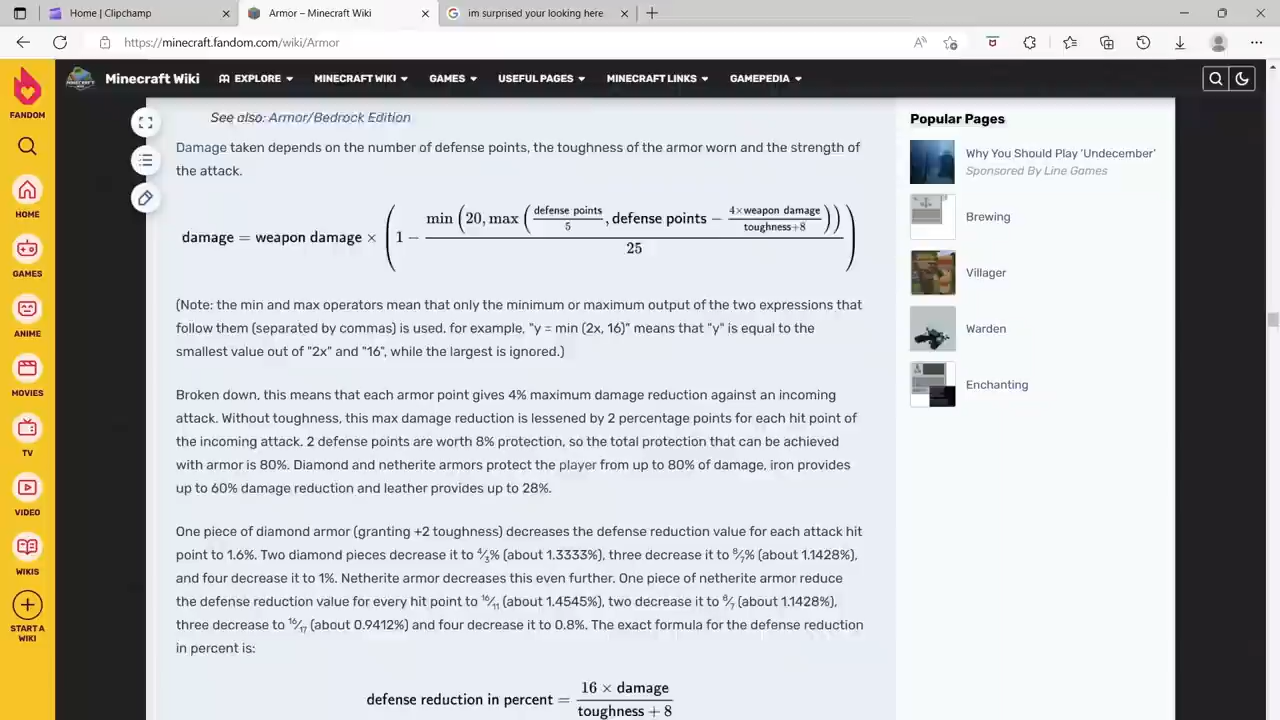 Home | Clipchamp
Armor – Minecraft Wiki
im surprised your looking here
https://minecraft.fandom.com/wiki/Armor
FANDOM
HOME
GAMES
ANIME
MOVIES
TV
VIDEO
WIKIS
START A
WIKI
Minecraft Wiki
EXPLORE
MINECRAFT WIKI
GAMES
USEFUL PAGES
MINECRAFT LINKS
GAMEPEDIA
See also: Armor/Bedrock Edition
Damage taken depends on the number of defense points, the toughness of the armor worn and the strength of
the attack.
damage = weapon damage × (1 − min (20, max (defense points/5, defense points − 4×weapon damage/toughness+8))/25)
(Note: the min and max operators mean that only the minimum or maximum output of the two expressions that
follow them (separated by commas) is used. for example, "y = min (2x, 16)" means that "y" is equal to the
smallest value out of "2x" and "16", while the largest is ignored.)
Broken down, this means that each armor point gives 4% maximum damage reduction against an incoming
attack. Without toughness, this max damage reduction is lessened by 2 percentage points for each hit point of
the incoming attack. 2 defense points are worth 8% protection, so the total protection that can be achieved
with armor is 80%. Diamond and netherite armors protect the player from up to 80% of damage, iron provides
up to 60% damage reduction and leather provides up to 28%.
One piece of diamond armor (granting +2 toughness) decreases the defense reduction value for each attack hit
point to 1.6%. Two diamond pieces decrease it to 4⁄3% (about 1.3333%), three decrease it to 8⁄7% (about 1.1428%),
and four decrease it to 1%. Netherite armor decreases this even further. One piece of netherite armor reduce
the defense reduction value for every hit point to 16⁄11 (about 1.4545%), two decrease it to 8⁄7 (about 1.1428%),
three decrease to 16⁄17 (about 0.9412%) and four decrease it to 0.8%. The exact formula for the defense reduction
in percent is:
defense reduction in percent = 16 × damage/toughness + 8
Popular Pages
Why You Should Play 'Undecember'
Sponsored By Line Games
Brewing
Villager
Warden
Enchanting